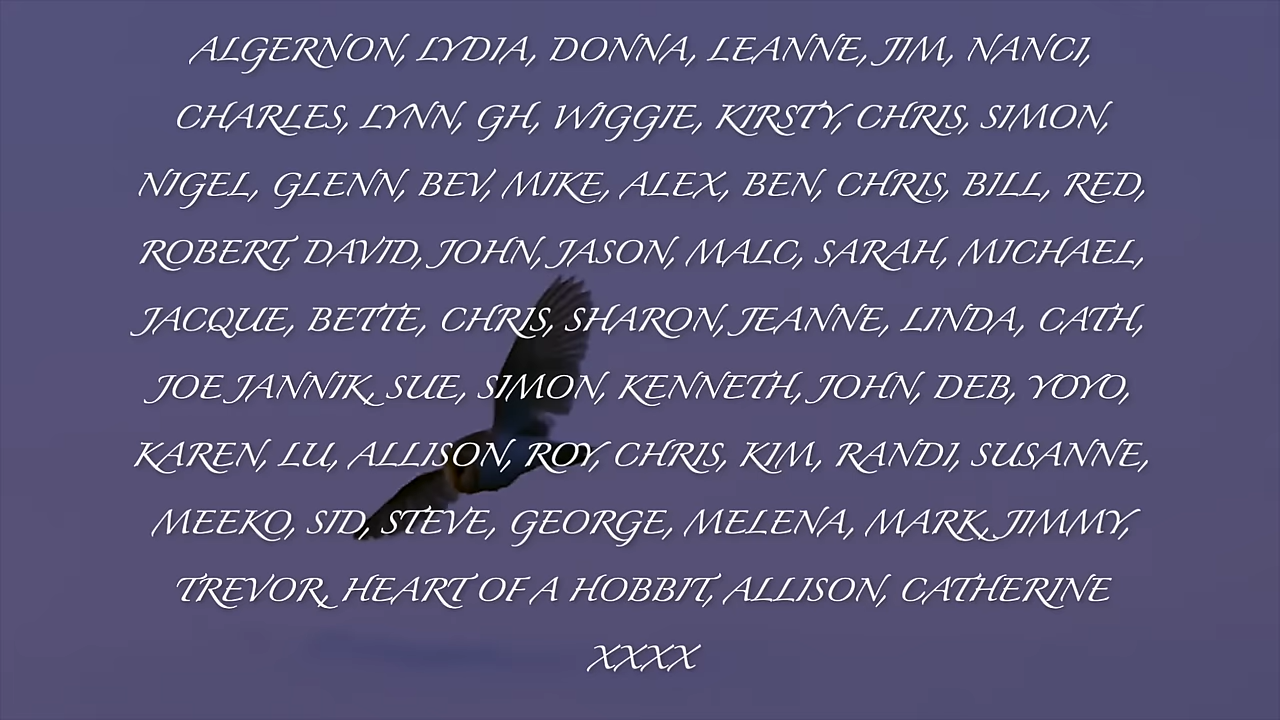 ALGERNON, LYDIA, DONNA, LEANNE, JIM, NANCI,
CHARLES, LYNN, GH, WIGGIE, KIRSTY, CHRIS, SIMON,
NIGEL, GLENN, BEV, MIKE, ALEX, BEN, CHRIS, BILL, RED,
ROBERT, DAVID, JOHN, JASON, MALC, SARAH, MICHAEL,
JACQUE, BETTE, CHRIS, SHARON, JEANNE, LINDA, CATH,
JOE JANNIK, SUE, SIMON, KENNETH, JOHN, DEB, YOYO,
KAREN, LU, ALLISON, ROY, CHRIS, KIM, RANDI, SUSANNE,
MEEKO, SID, STEVE, GEORGE, MELENA, MARK, JIMMY,
TREVOR, HEART OF A HOBBIT, ALLISON, CATHERINE
XXXX